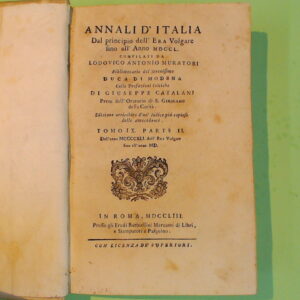 ANNALI D' ITALIA
Dal principio dell' ERA VOLGARE
sino all' Anno MDCCL.
COMPILATI DA
LODOVICO ANTONIO MURATORI
Bibliotecario del serenissimo
DUCA DI MODENA
Colle Prefazioni critiche
DI GIUSEPPE CATALANI
Prete dell' Oratorio di S. GIROLAMO
della Carità.
Edizione arricchita d'un' Indice più copioso
delle antecedenti.
TOMO IX. PARTE II.
Dall' anno MCCCCXLI. dell' Era Volgare
sino all' anno MD.
IN ROMA, MDCCLIII.
Presso gli Eredi Barbiellini Mercanti di Libri,
e Stampatori a Pasquino.
CON LICENZA DE' SUPERIORI.